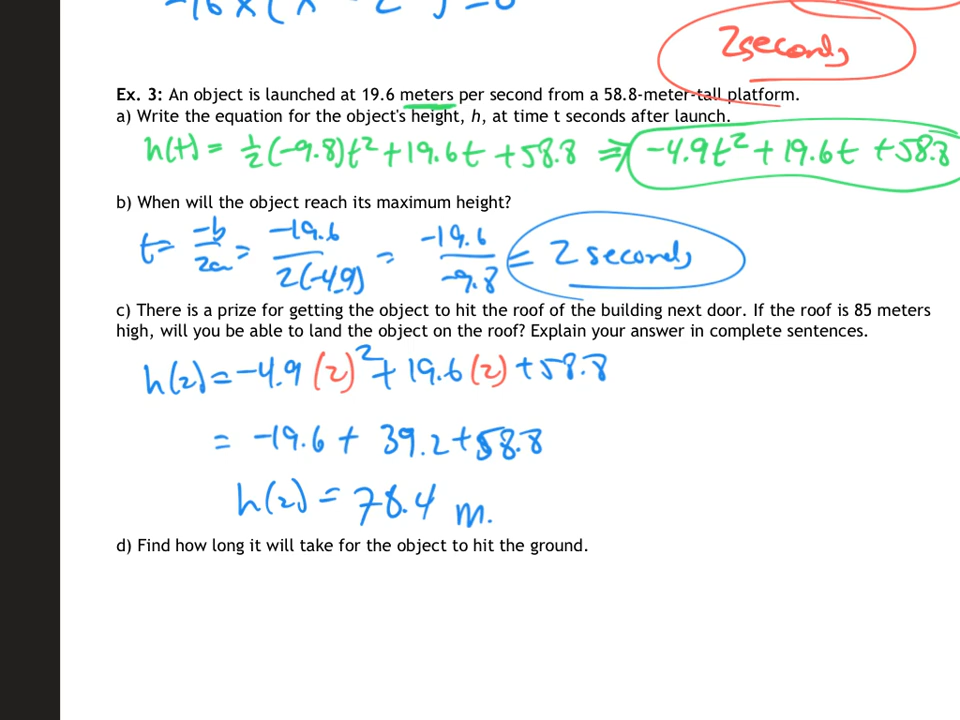 -16x(x - 2) = 0
2 seconds
Ex. 3: An object is launched at 19.6 meters per second from a 58.8-meter-tall platform.
a) Write the equation for the object's height, h, at time t seconds after launch.
h(t) = 1/2(-9.8)t² + 19.6t + 58.8 ⇒ -4.9t² + 19.6t + 58.8
b) When will the object reach its maximum height?
t = -b/2a = -19.6/2(-4.9) = -19.6/-9.8 = 2 seconds
c) There is a prize for getting the object to hit the roof of the building next door. If the roof is 85 meters
high, will you be able to land the object on the roof? Explain your answer in complete sentences.
h(2) = -4.9(2)² + 19.6(2) + 58.8
= -19.6 + 39.2 + 58.8
h(2) = 78.4 m.
d) Find how long it will take for the object to hit the ground.